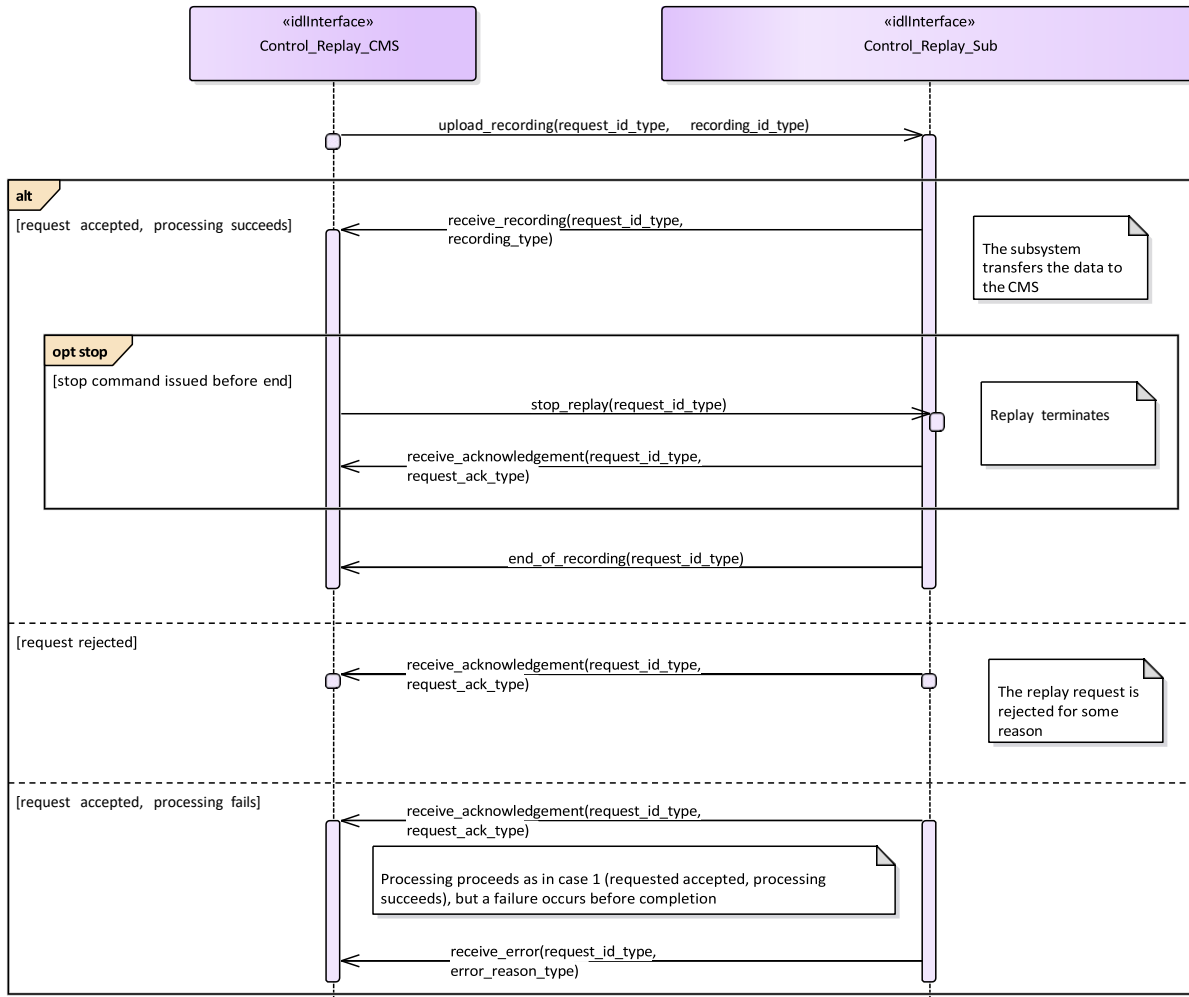 «idlInterface»
Control_Replay_CMS
«idlInterface»
Control_Replay_Sub
upload_recording(request_id_type, recording_id_type)
alt
[request accepted, processing succeeds]
receive_recording(request_id_type,
recording_type)
The subsystem
transfers the data to
the CMS
opt stop
[stop command issued before end]
stop_replay(request_id_type)
Replay terminates
receive_acknowledgement(request_id_type,
request_ack_type)
end_of_recording(request_id_type)
[request rejected]
receive_acknowledgement(request_id_type,
request_ack_type)
The replay request is
rejected for some
reason
[request accepted, processing fails]
receive_acknowledgement(request_id_type,
request_ack_type)
Processing proceeds as in case 1 (requested accepted, processing
succeeds), but a failure occurs before completion
receive_error(request_id_type,
error_reason_type)